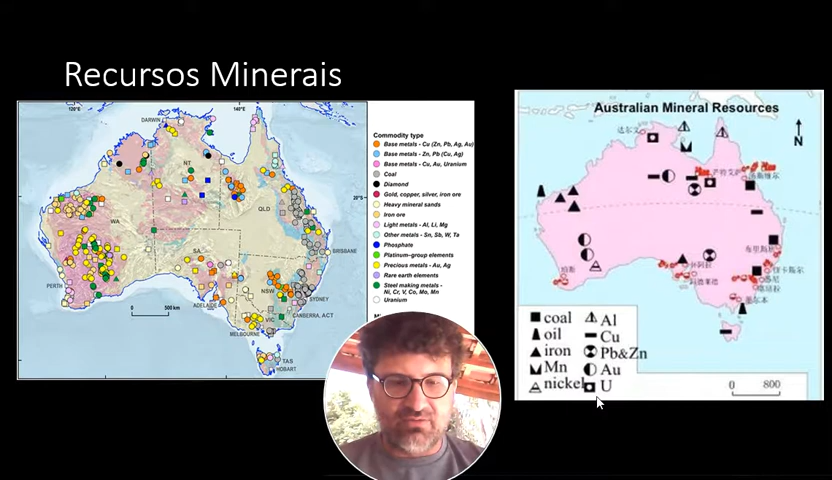 Recursos Minerais
120°E
140°E
DARWIN
NT
20°S
QLD
WA
SA
BRISBANE
PERTH
NSW
ADELAIDE
SYDNEY
CANBERRA, ACT
VIC
MELBOURNE
TAS
HOBART
0
500 km
Commodity type
Base metals - Cu (Zn, Pb, Ag, Au)
Base metals - Zn, Pb (Cu, Ag)
Base metals - Cu, Au, Uranium
Coal
Diamond
Gold, copper, silver, iron ore
Heavy mineral sands
Iron ore
Light metals - Al, Li, Mg
Other metals - Sn, Sb, W, Ta
Phosphate
Platinum-group elements
Precious metals - Au, Ag
Rare earth elements
Steel making metals -
Ni, Cr, V, Co, Mo, Mn
Uranium
Australian Mineral Resources
N
coal
Al
oil
Cu
iron
Pb&Zn
Mn
Au
nickel
U
0
800